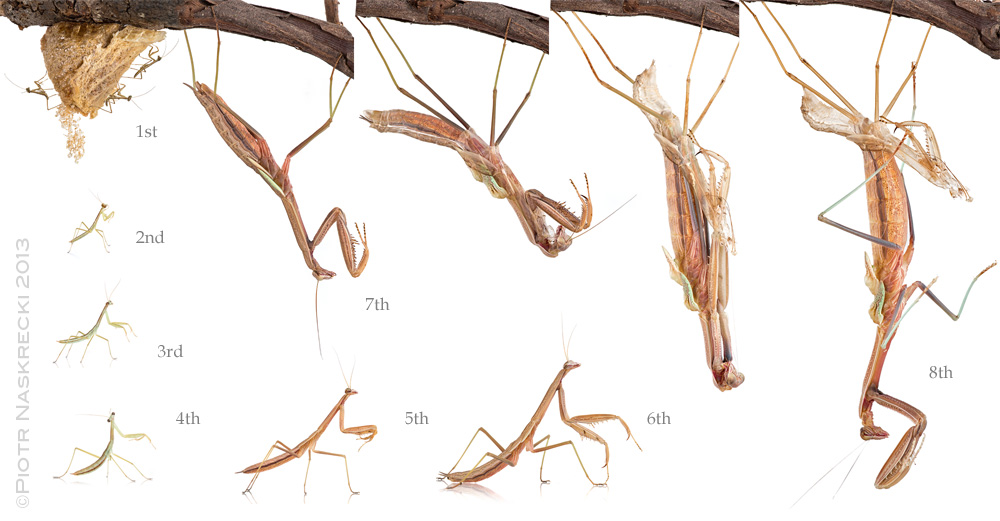 1st
2nd
3rd
4th
5th
6th
7th
8th
©PIOTR NASKRECKI 2013